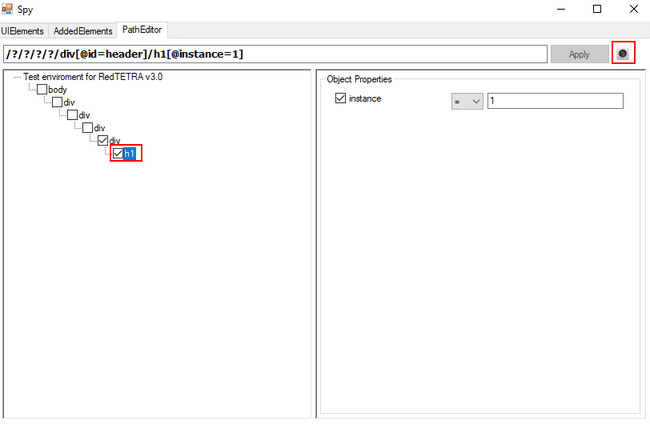 Spy
UIElements AddedElements PathEditor
/?/?/?/?/div[@id=header]/h1[@instance=1] Apply
Test enviroment for RedTETRA v3.0
Object Properties
body
instance = 1
div
div
div
div
h1